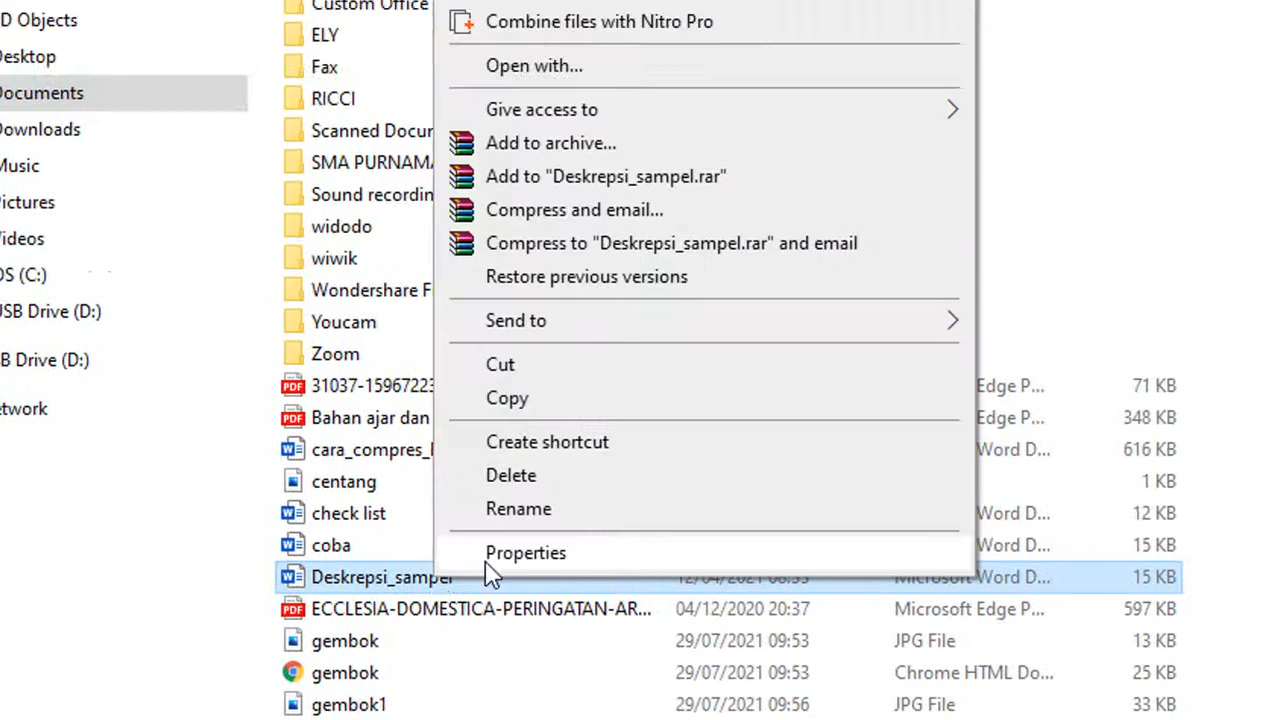 D Objects
Desktop
Documents
Downloads
Music
Pictures
Videos
OS (C:)
USB Drive (D:)
B Drive (D:)
etwork
Custom Office
ELY
Fax
RICCI
Scanned Docu
SMA PURNAMA
Sound recordin
widodo
wiwik
Wondershare F
Youcam
Zoom
31037-15967223 Edge P... 71 KB
Bahan ajar dan Edge P... 348 KB
cara_compres_ Word D... 616 KB
centang 1 KB
check list Word D... 12 KB
coba Word D... 15 KB
Deskrepsi_sampel 12/04/2021 Microsoft Word D... 15 KB
ECCLESIA-DOMESTICA-PERINGATAN-AR... 04/12/2020 20:37 Microsoft Edge P... 597 KB
gembok 29/07/2021 09:53 JPG File 13 KB
gembok 29/07/2021 09:53 Chrome HTML Do... 25 KB
gembok1 29/07/2021 09:56 JPG File 33 KB
Combine files with Nitro Pro
Open with...
Give access to
Add to archive...
Add to "Deskrepsi_sampel.rar"
Compress and email...
Compress to "Deskrepsi_sampel.rar" and email
Restore previous versions
Send to
Cut
Copy
Create shortcut
Delete
Rename
Properties